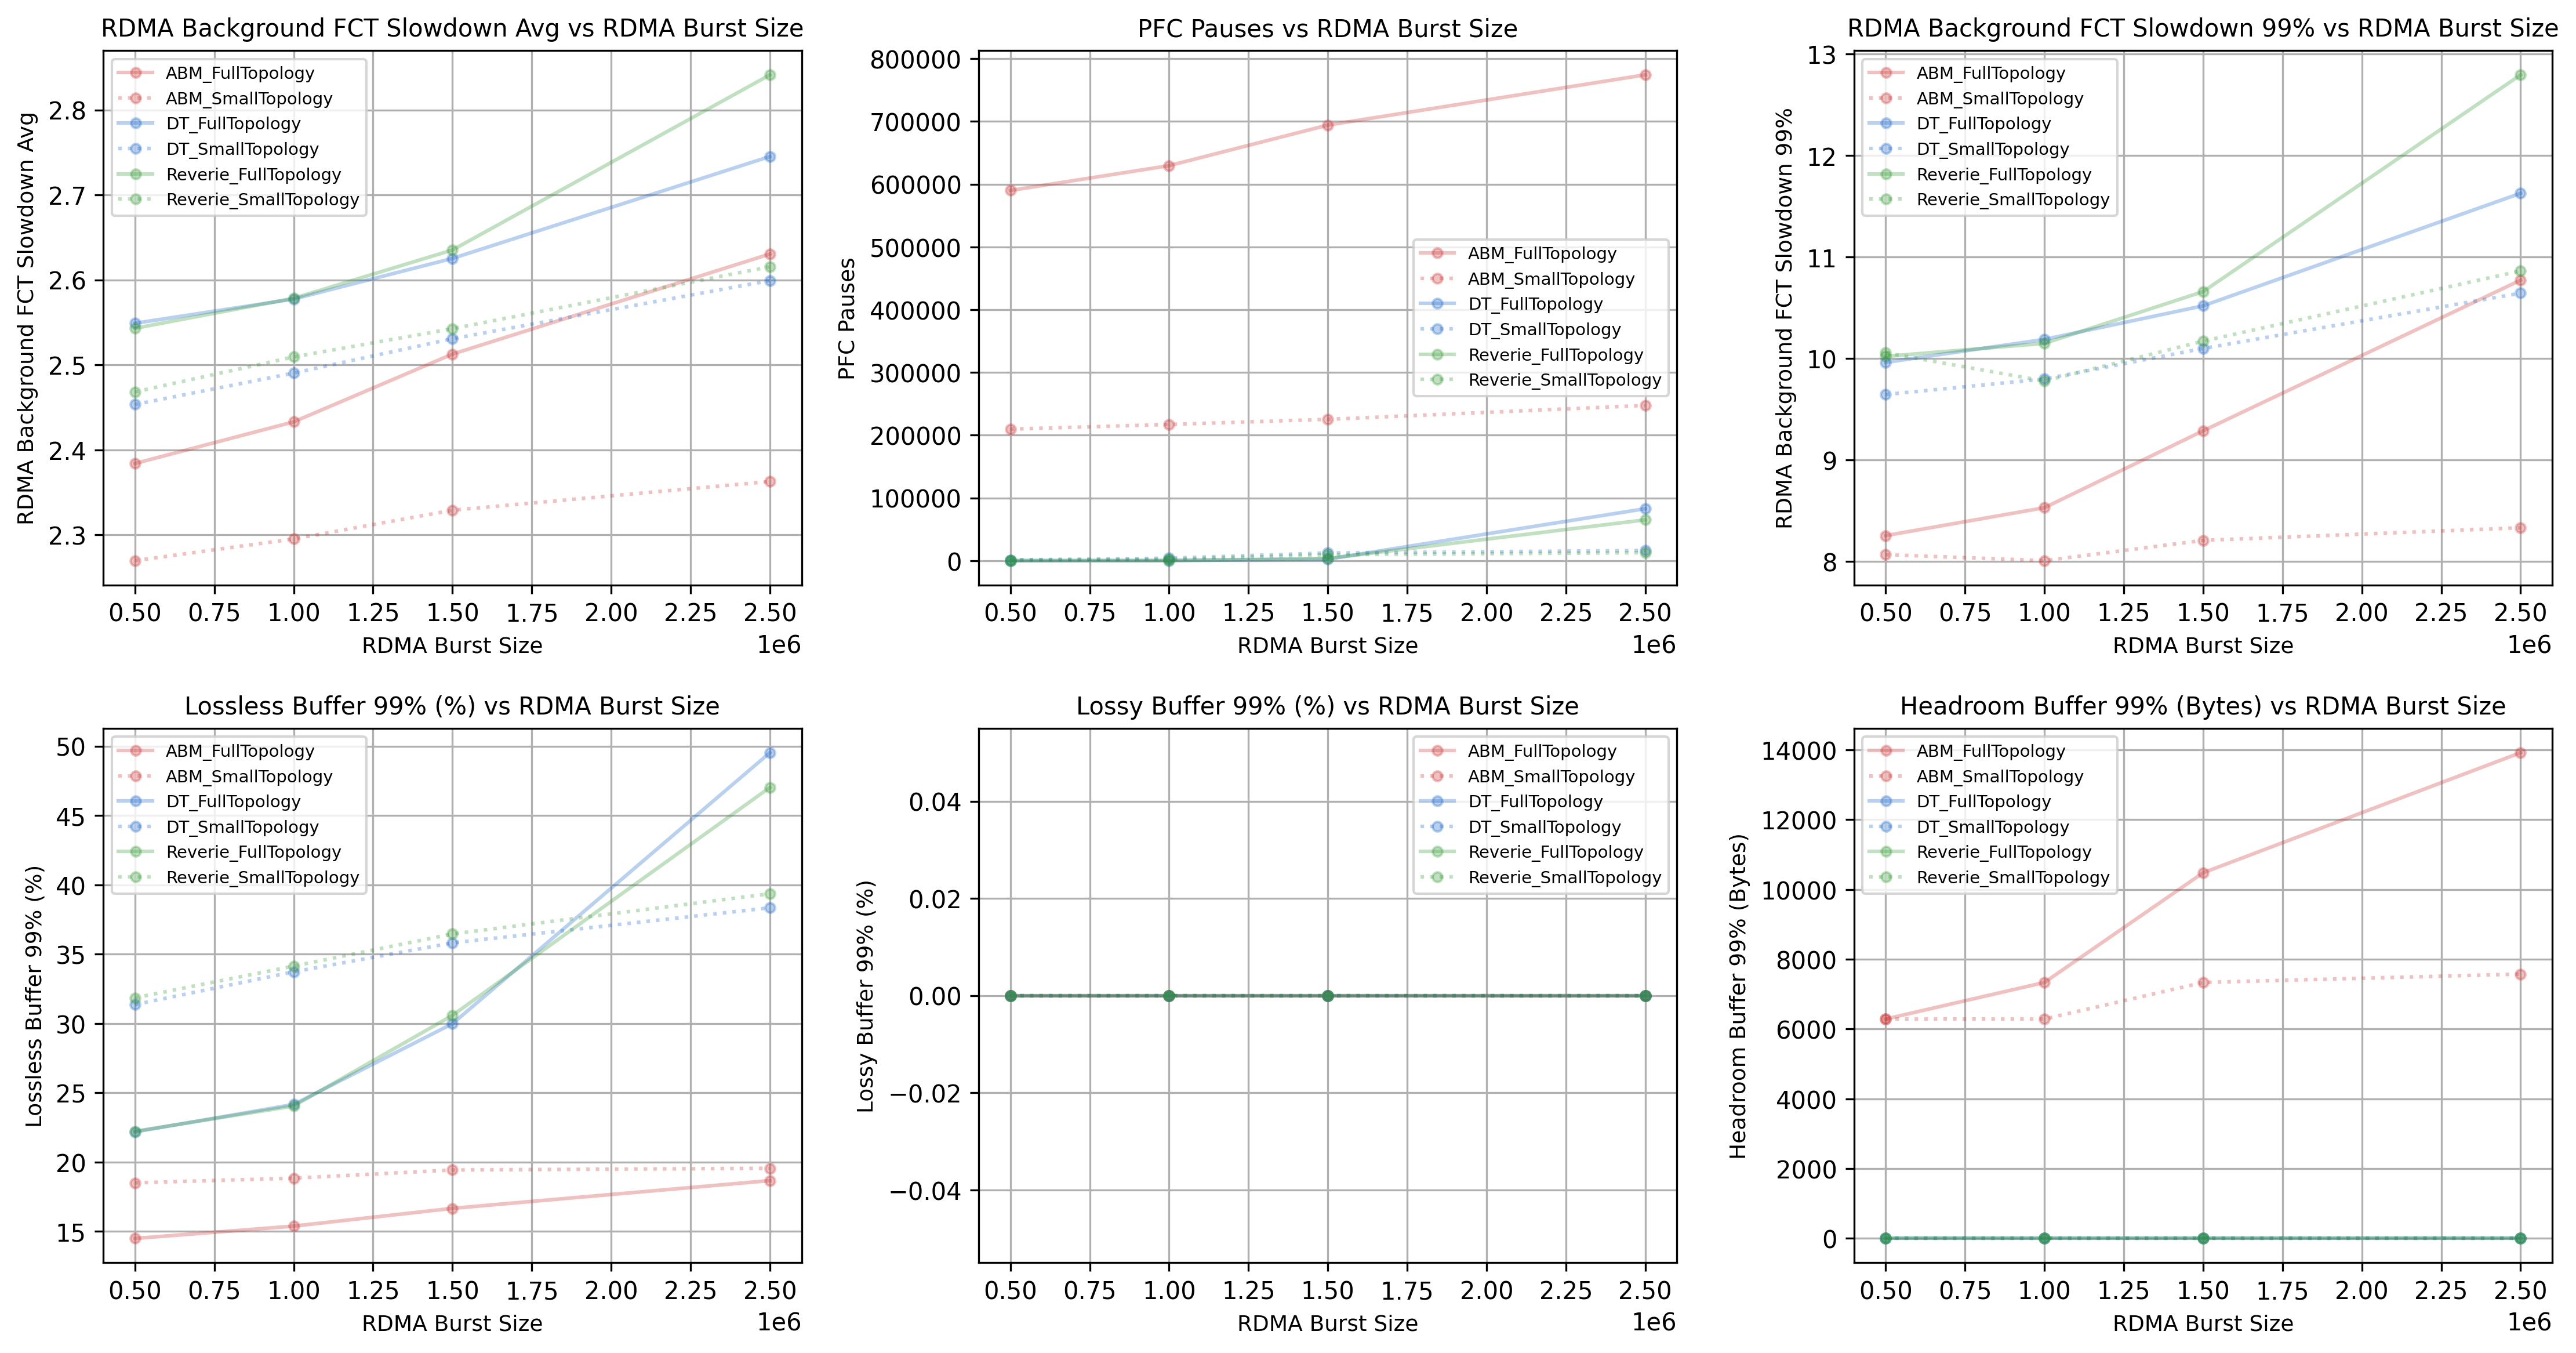 RDMA Background FCT Slowdown Avg vs RDMA Burst Size
RDMA Background FCT Slowdown Avg
2.8
2.7
2.6
2.5
2.4
2.3
ABM_FullTopology
ABM_SmallTopology
DT_FullTopology
DT_SmallTopology
Reverie_FullTopology
Reverie_SmallTopology
0.50 0.75 1.00 1.25 1.50 1.75 2.00 2.25 2.50
RDMA Burst Size
1e6
PFC Pauses vs RDMA Burst Size
PFC Pauses
800000
700000
600000
500000
400000
300000
200000
100000
0
ABM_FullTopology
ABM_SmallTopology
DT_FullTopology
DT_SmallTopology
Reverie_FullTopology
Reverie_SmallTopology
0.50 0.75 1.00 1.25 1.50 1.75 2.00 2.25 2.50
RDMA Burst Size
1e6
RDMA Background FCT Slowdown 99% vs RDMA Burst Size
RDMA Background FCT Slowdown 99%
13
12
11
10
9
8
ABM_FullTopology
ABM_SmallTopology
DT_FullTopology
DT_SmallTopology
Reverie_FullTopology
Reverie_SmallTopology
0.50 0.75 1.00 1.25 1.50 1.75 2.00 2.25 2.50
RDMA Burst Size
1e6
Lossless Buffer 99% (%) vs RDMA Burst Size
Lossless Buffer 99% (%)
50
45
40
35
30
25
20
15
ABM_FullTopology
ABM_SmallTopology
DT_FullTopology
DT_SmallTopology
Reverie_FullTopology
Reverie_SmallTopology
0.50 0.75 1.00 1.25 1.50 1.75 2.00 2.25 2.50
RDMA Burst Size
1e6
Lossy Buffer 99% (%) vs RDMA Burst Size
Lossy Buffer 99% (%)
0.04
0.02
0.00
−0.02
−0.04
ABM_FullTopology
ABM_SmallTopology
DT_FullTopology
DT_SmallTopology
Reverie_FullTopology
Reverie_SmallTopology
0.50 0.75 1.00 1.25 1.50 1.75 2.00 2.25 2.50
RDMA Burst Size
1e6
Headroom Buffer 99% (Bytes) vs RDMA Burst Size
Headroom Buffer 99% (Bytes)
14000
12000
10000
8000
6000
4000
2000
0
ABM_FullTopology
ABM_SmallTopology
DT_FullTopology
DT_SmallTopology
Reverie_FullTopology
Reverie_SmallTopology
0.50 0.75 1.00 1.25 1.50 1.75 2.00 2.25 2.50
RDMA Burst Size
1e6